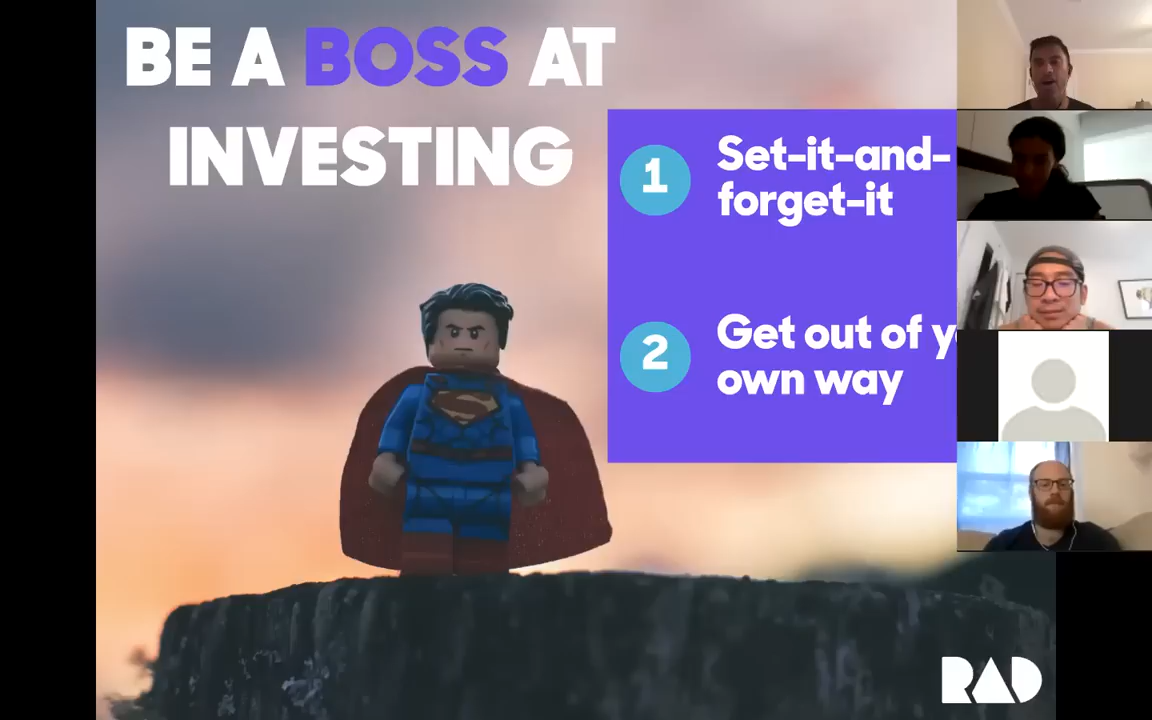 BE A BOSS AT
INVESTING
1
Set-it-and-
forget-it
2
Get out of
own way
RAD